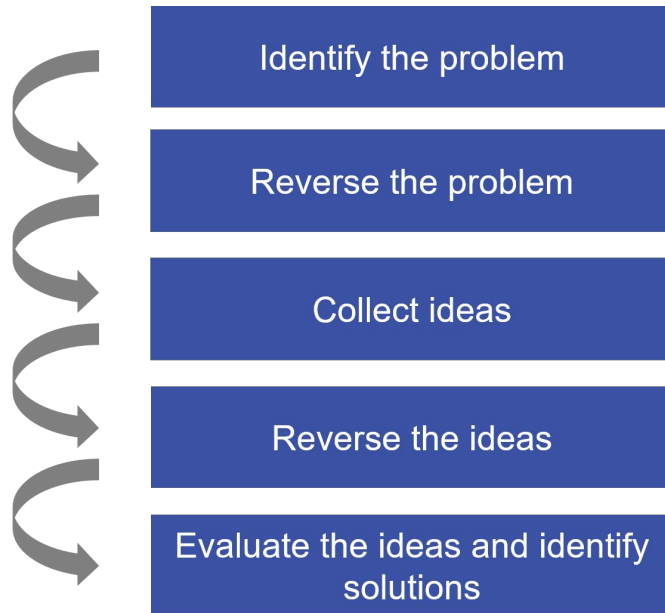 Identify the problem
Reverse the problem
Collect ideas
Reverse the ideas
Evaluate the ideas and identify
solutions